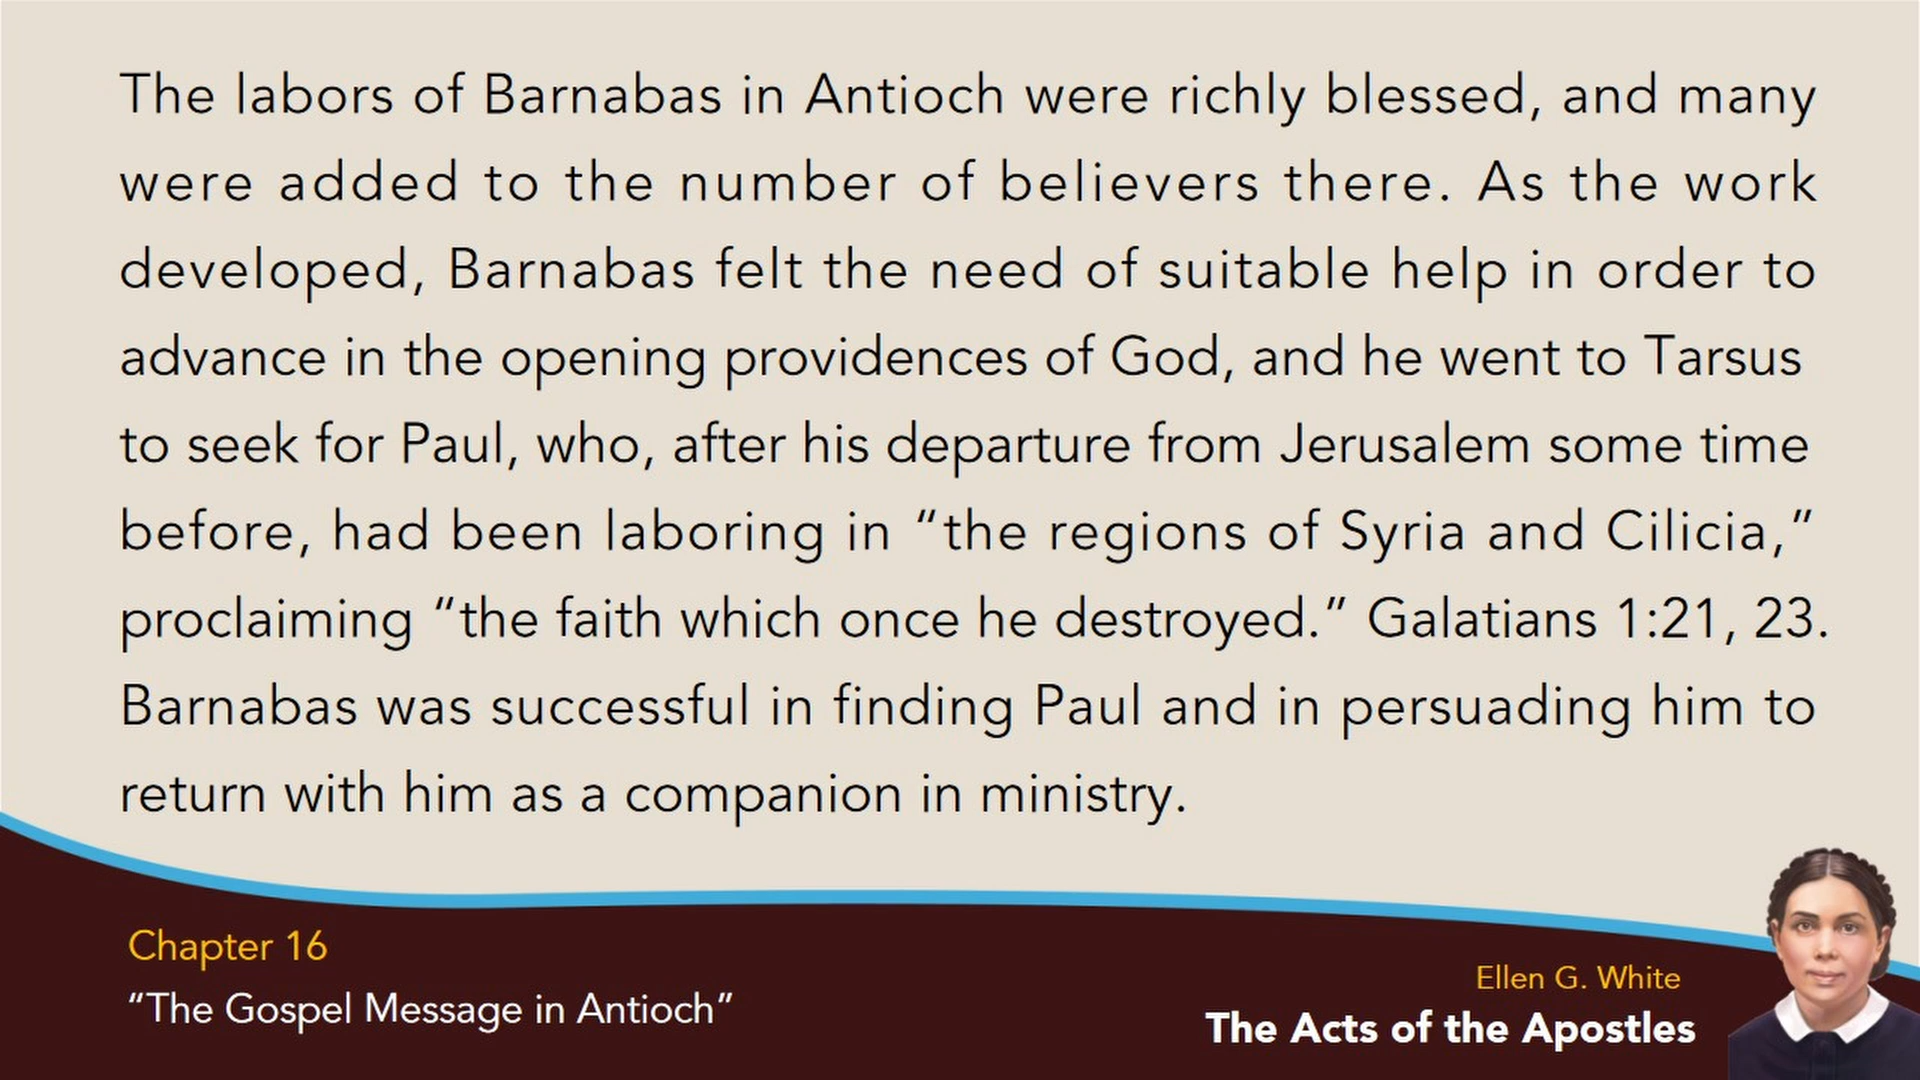 The labors of Barnabas in Antioch were richly blessed, and many
were added to the number of believers there. As the work
developed, Barnabas felt the need of suitable help in order to
advance in the opening providences of God, and he went to Tarsus
to seek for Paul, who, after his departure from Jerusalem some time
before, had been laboring in “the regions of Syria and Cilicia,”
proclaiming “the faith which once he destroyed.” Galatians 1:21, 23.
Barnabas was successful in finding Paul and in persuading him to
return with him as a companion in ministry.
Chapter 16
“The Gospel Message in Antioch”
Ellen G. White
The Acts of the Apostles